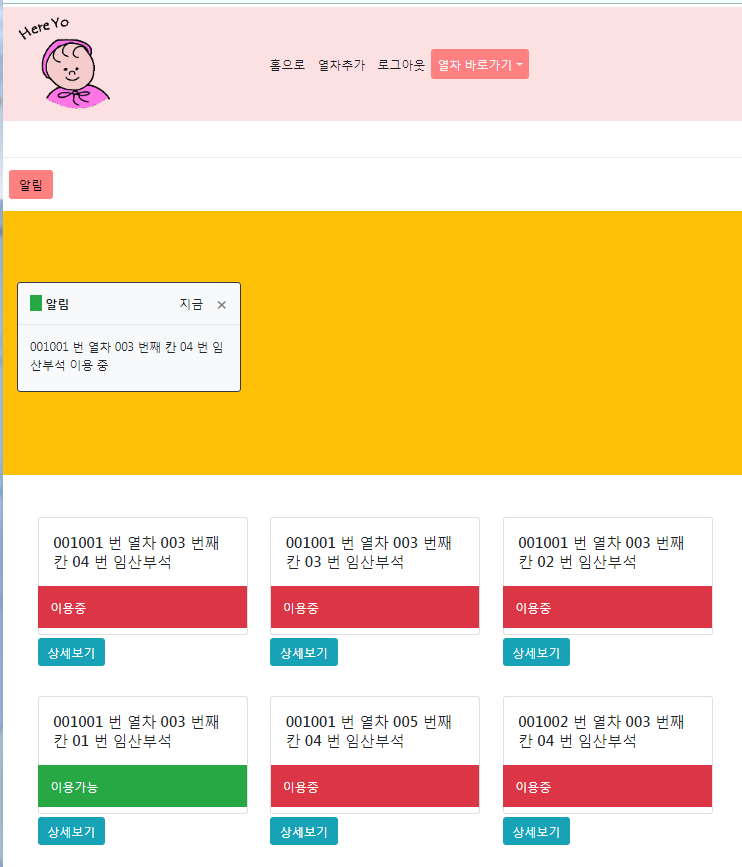 Here Yo
홈으로 열차추가 로그아웃 열차 바로가기
알림
알림 지금 ×
001001 번 열차 003 번째 칸 04 번 임
산부석 이용 중
001001 번 열차 003 번째
칸 04 번 임산부석
이용중
상세보기
001001 번 열차 003 번째
칸 03 번 임산부석
이용중
상세보기
001001 번 열차 003 번째
칸 02 번 임산부석
이용중
상세보기
001001 번 열차 003 번째
칸 01 번 임산부석
이용가능
상세보기
001001 번 열차 005 번째
칸 04 번 임산부석
이용중
상세보기
001002 번 열차 003 번째
칸 04 번 임산부석
이용중
상세보기